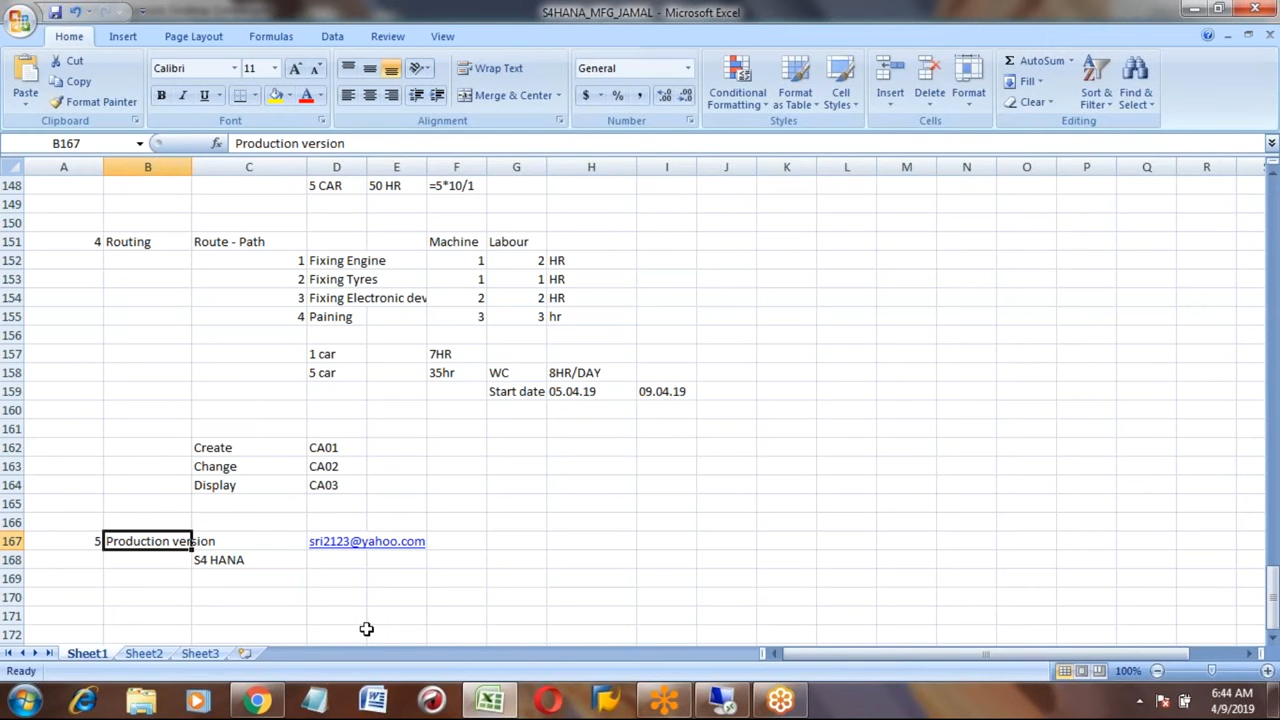 S4HANA_MFG_JAMAL - Microsoft Excel
Home Insert Page Layout Formulas Data Review View
Paste Cut Copy Format Painter Clipboard
Calibri 11 A A B I U A Font
Wrap Text Merge & Center Alignment
General $ % , Number
Conditional Formatting Format as Table Cell Styles Styles
Insert Delete Format Cells
Σ AutoSum Fill Clear Sort & Filter Find & Select Editing
B167 fx Production version
A B C D E F G H I J K L M N O P Q R
148 5 CAR 50 HR =5*10/1
149
150
151 4 Routing Route - Path Machine Labour
152 1 Fixing Engine 1 2 HR
153 2 Fixing Tyres 1 1 HR
154 3 Fixing Electronic dev 2 2 HR
155 4 Paining 3 3 hr
156
157 1 car 7HR
158 5 car 35hr WC 8HR/DAY
159 Start date 05.04.19 09.04.19
160
161
162 Create CA01
163 Change CA02
164 Display CA03
165
166
167 5 Production version sri2123@yahoo.com
168 S4 HANA
169
170
171
172
Sheet1 Sheet2 Sheet3
Ready 100%
6:44 AM
4/9/2019